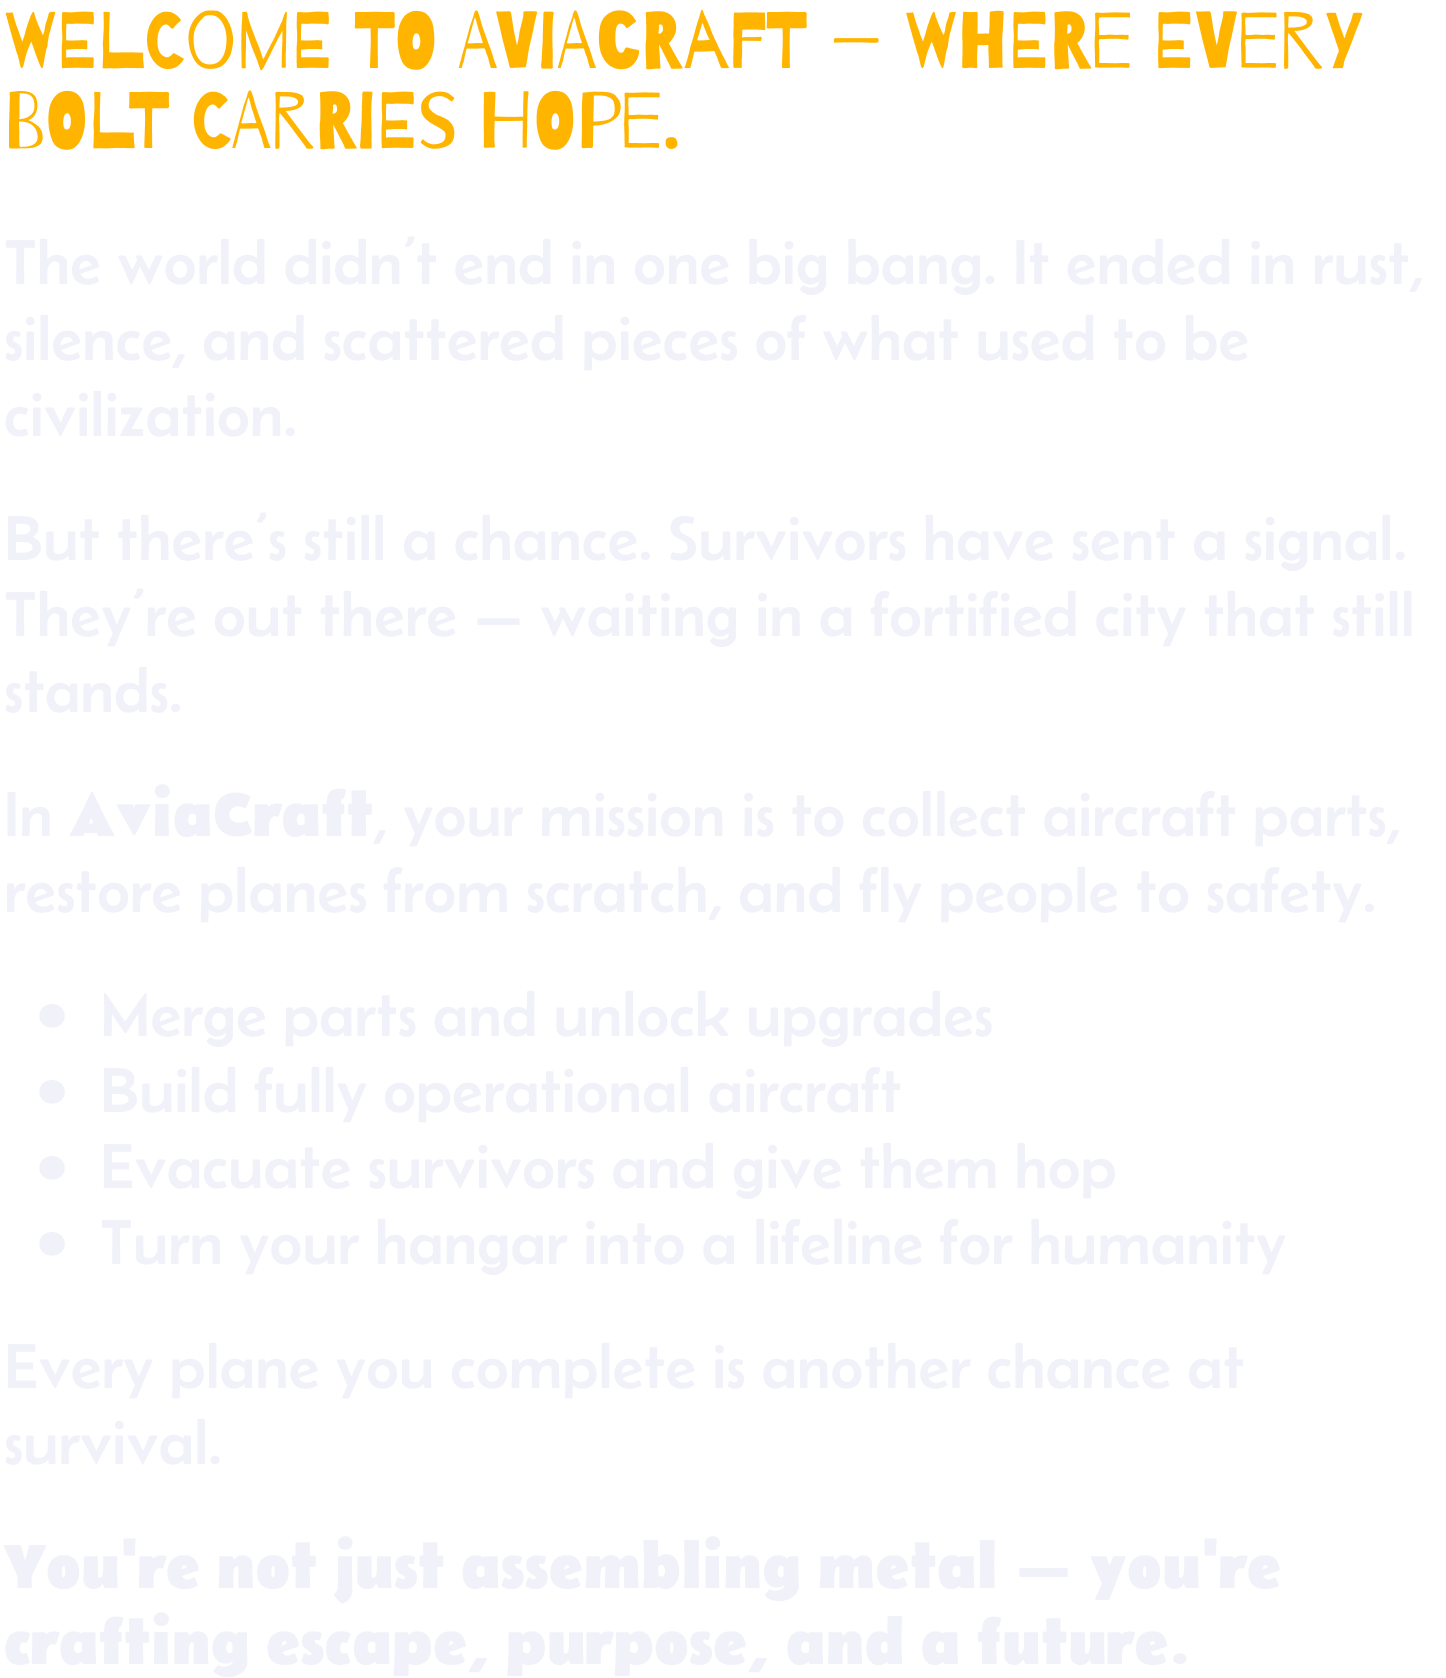 WELCOME TO AVIACRAFT – WHERE EVERY
BOLT CARRIES HOPE.
The world didn’t end in one big bang. It ended in rust,
silence, and scattered pieces of what used to be
civilization.
But there’s still a chance. Survivors have sent a signal.
They’re out there – waiting in a fortified city that still
stands.
In AviaCraft, your mission is to collect aircraft parts,
restore planes from scratch, and fly people to safety.
• Merge parts and unlock upgrades
• Build fully operational aircraft
• Evacuate survivors and give them hop
• Turn your hangar into a lifeline for humanity
Every plane you complete is another chance at
survival.
You're not just assembling metal – you're
crafting escape, purpose, and a future.